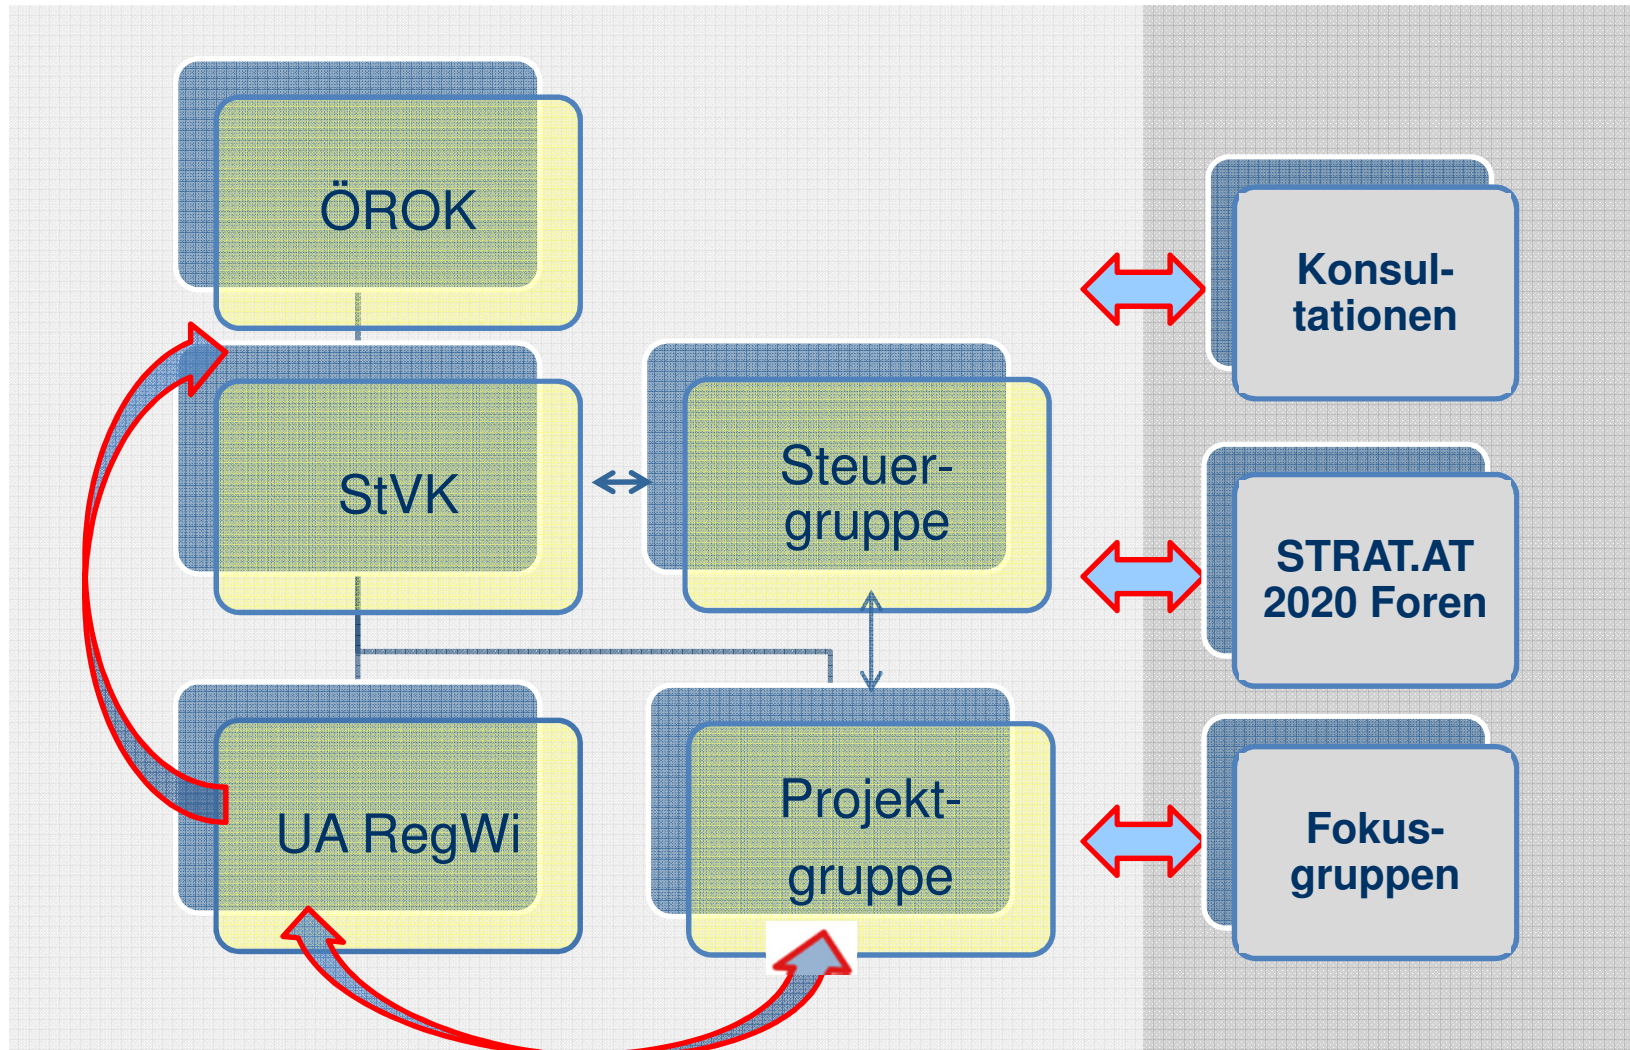 ÖROK
StVK
Steuer-
gruppe
UA RegWi
Projekt-
gruppe
Konsul-
tationen
STRAT.AT
2020 Foren
Fokus-
gruppen